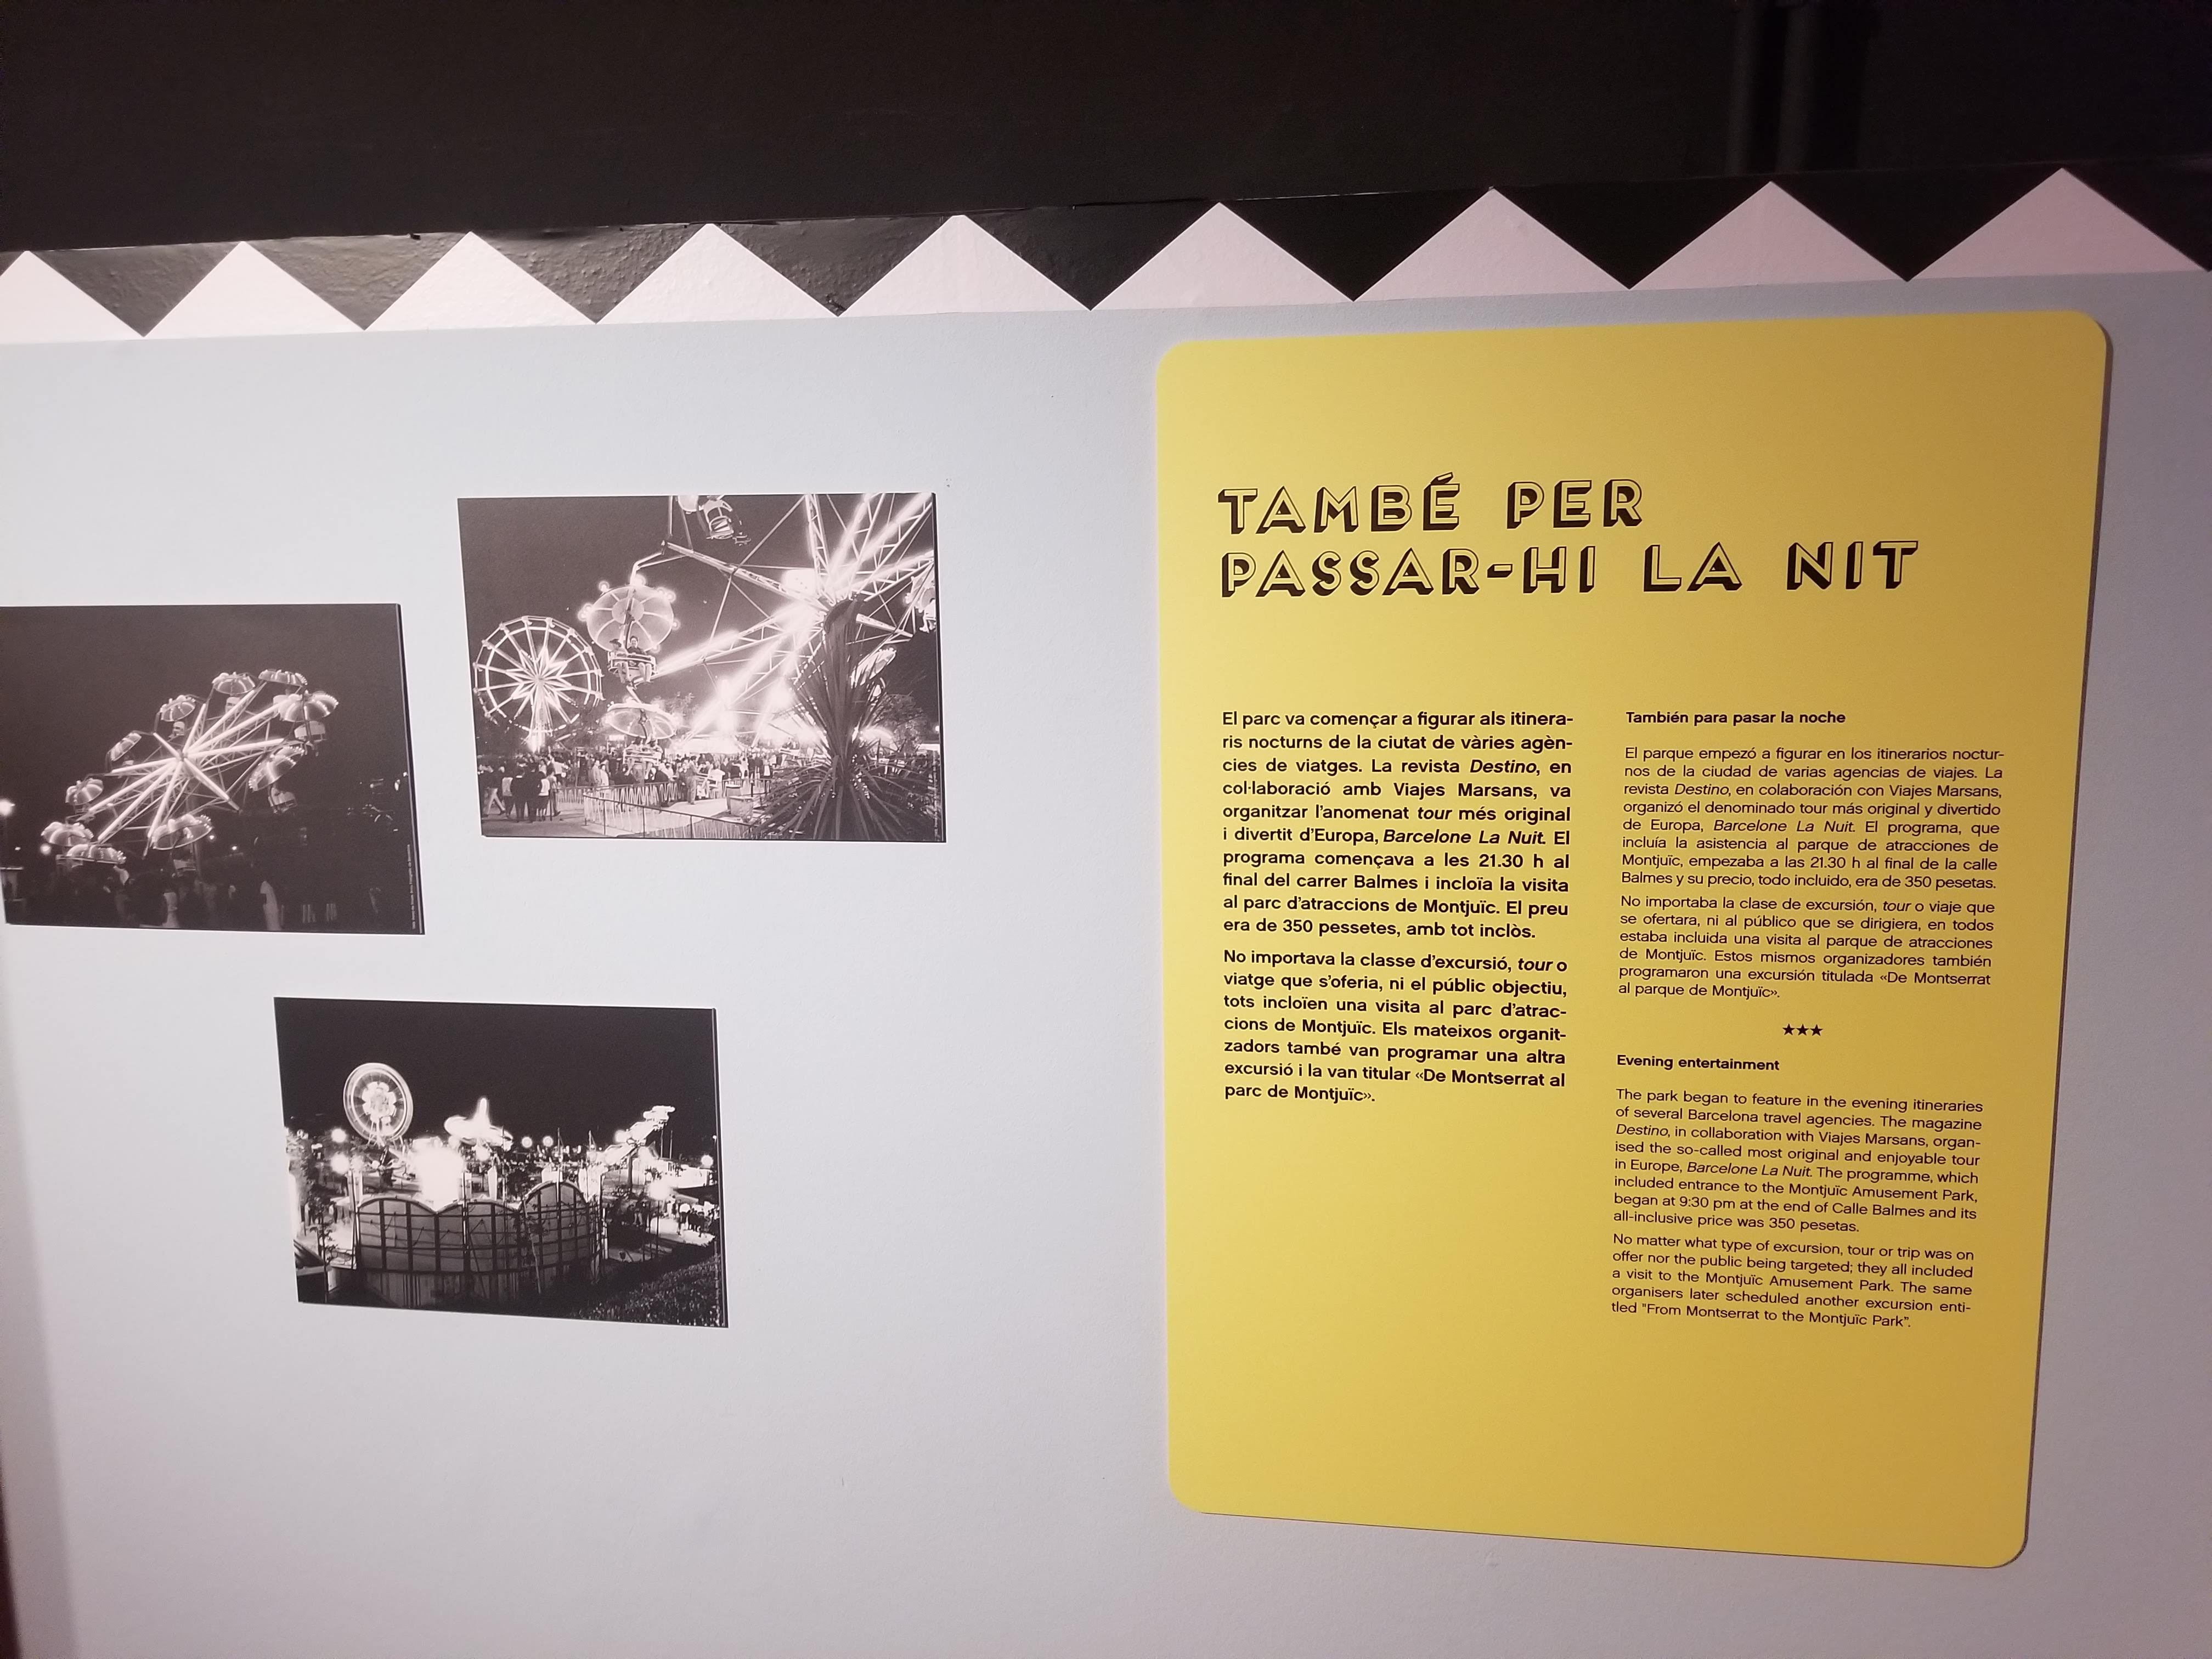 TAMBÉ PER
PASSAR-HI LA NIT
El parc va començar a figurar als itinera-
ris nocturns de la ciutat de vàries agèn-
cies de viatges. La revista Destino, en
col·laboració amb Viajes Marsans, va
organitzar l'anomenat tour més original
i divertit d'Europa, Barcelone La Nuit. El
programa començava a les 21.30 h al
final del carrer Balmes i incloïa la visita
al parc d'atraccions de Montjuïc. El preu
era de 350 pessetes, amb tot inclòs.
No importava la classe d'excursió, tour o
viatge que s'oferia, ni el públic objectiu,
tots incloïen una visita al parc d'atrac-
cions de Montjuïc. Els mateixos organit-
zadors també van programar una altra
excursió i la van titular «De Montserrat al
parc de Montjuïc».
También para pasar la noche
El parque empezó a figurar en los itinerarios noctur-
nos de la ciudad de varias agencias de viajes. La
revista Destino, en colaboración con Viajes Marsans,
organizó el denominado tour más original y divertido
de Europa, Barcelone La Nuit. El programa, que
incluía la asistencia al parque de atracciones de
Montjuïc, empezaba a las 21.30 h al final de la calle
Balmes y su precio, todo incluido, era de 350 pesetas.
No importaba la clase de excursión, tour o viaje que
se ofertara, ni al público que se dirigiera, en todos
estaba incluida una visita al parque de atracciones
de Montjuïc. Estos mismos organizadores también
programaron una excursión titulada «De Montserrat
al parque de Montjuïc».
★★★
Evening entertainment
The park began to feature in the evening itineraries
of several Barcelona travel agencies. The magazine
Destino, in collaboration with Viajes Marsans, organ-
ised the so-called most original and enjoyable tour
in Europe, Barcelone La Nuit. The programme, which
included entrance to the Montjuïc Amusement Park,
began at 9:30 pm at the end of Calle Balmes and its
all-inclusive price was 350 pesetas.
No matter what type of excursion, tour or trip was on
offer nor the public being targeted; they all included
a visit to the Montjuïc Amusement Park. The same
organisers later scheduled another excursion enti-
tled "From Montserrat to the Montjuïc Park".